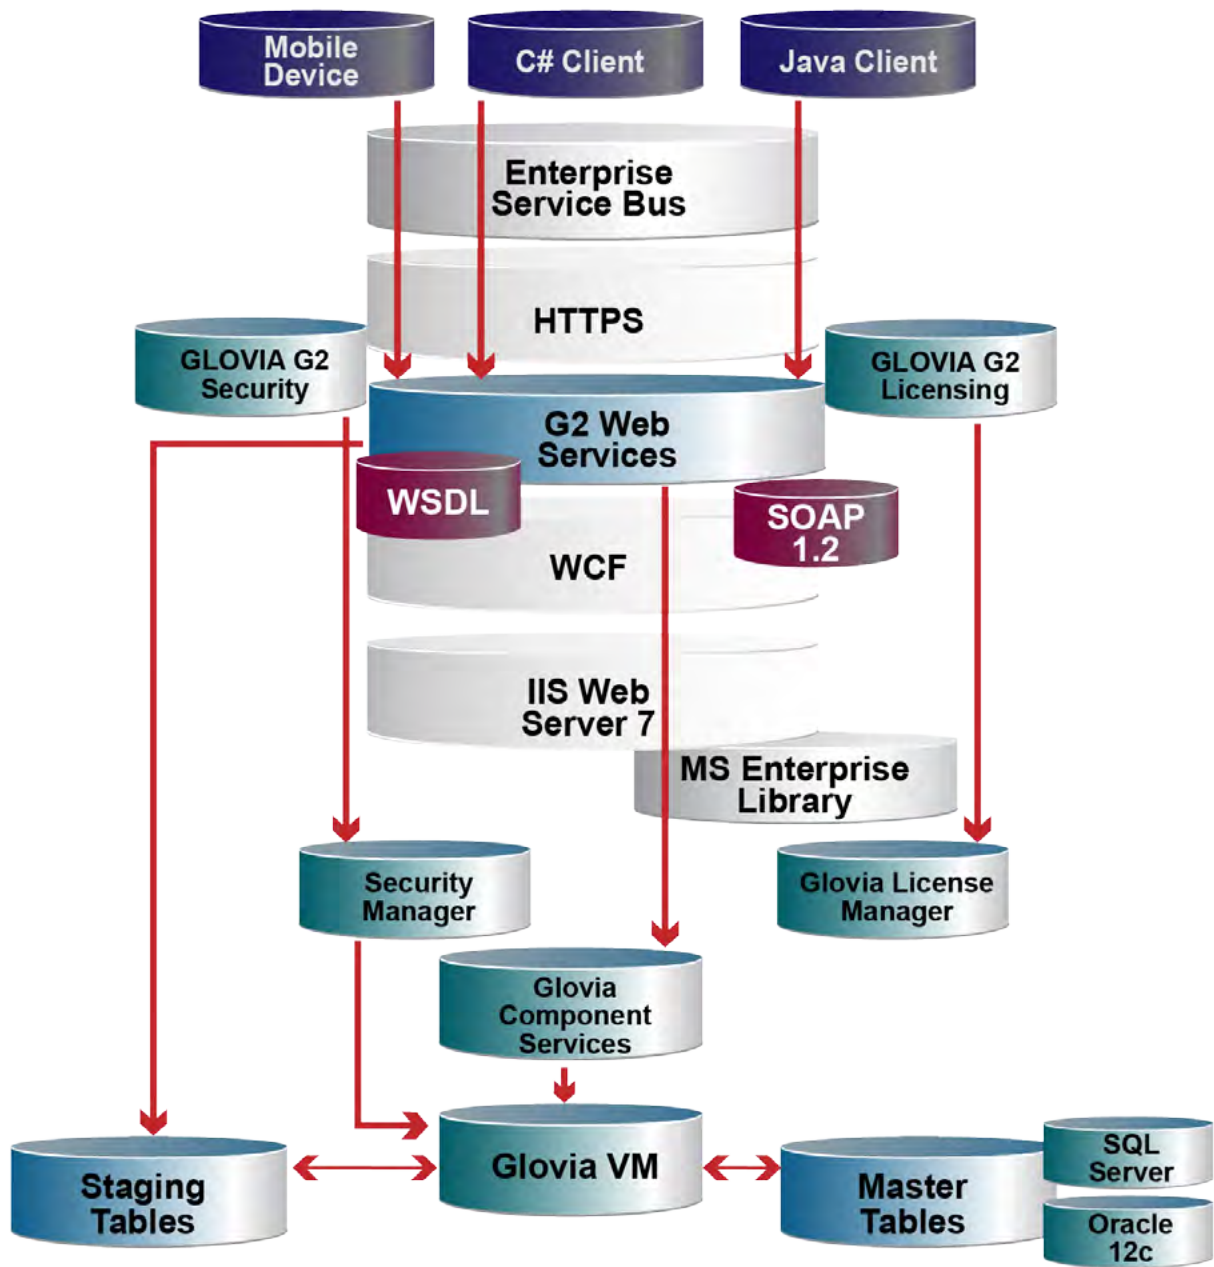 Mobile
Device
C# Client
Java Client
Enterprise
Service Bus
HTTPS
GLOVIA G2
Security
GLOVIA G2
Licensing
G2 Web
Services
WSDL
SOAP
1.2
WCF
IIS Web
Server 7
MS Enterprise
Library
Security
Manager
Glovia License
Manager
Glovia
Component
Services
Staging
Tables
Glovia VM
Master
Tables
SQL
Server
Oracle
12c